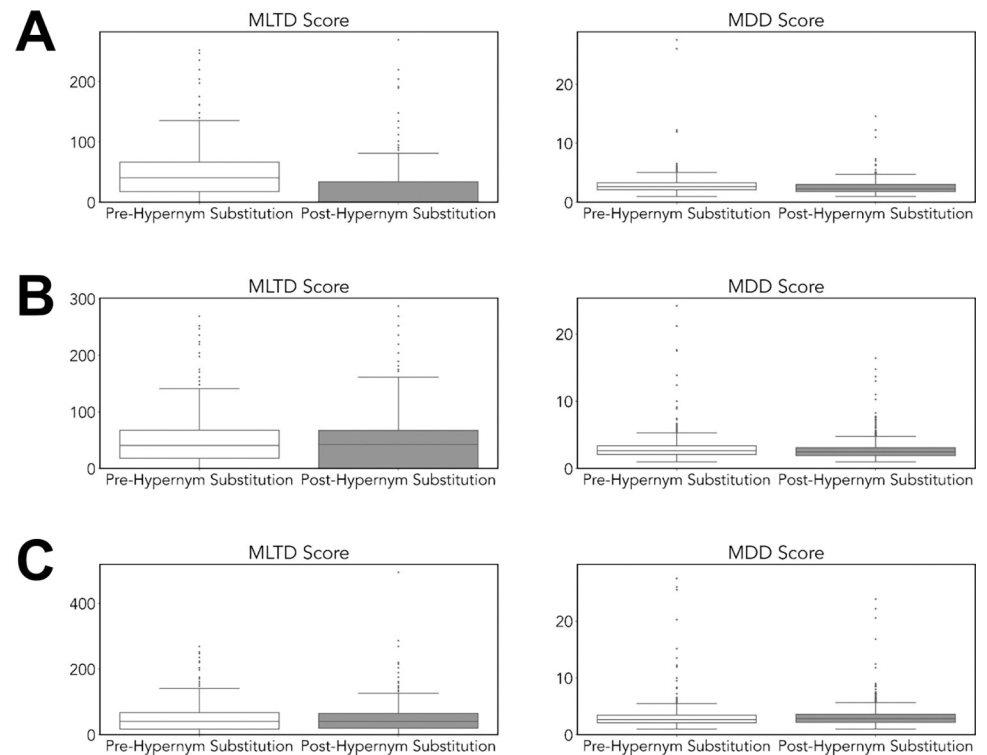 A
MLTD Score
200
100
0
Pre-Hypernym Substitution Post-Hypernym Substitution
MDD Score
20
10
0
Pre-Hypernym Substitution Post-Hypernym Substitution
B
MLTD Score
300
200
100
0
Pre-Hypernym Substitution Post-Hypernym Substitution
MDD Score
20
10
0
Pre-Hypernym Substitution Post-Hypernym Substitution
C
MLTD Score
400
200
0
Pre-Hypernym Substitution Post-Hypernym Substitution
MDD Score
20
10
0
Pre-Hypernym Substitution Post-Hypernym Substitution